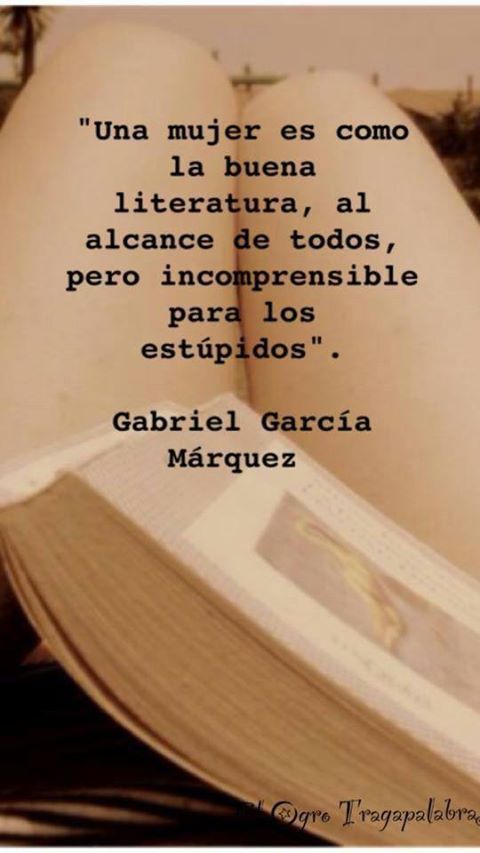 "Una mujer es como
la buena
literatura, al
alcance de todos,
pero incomprensible
para los
estúpidos".
Gabriel García
Márquez
El Ogro Tragapalabras